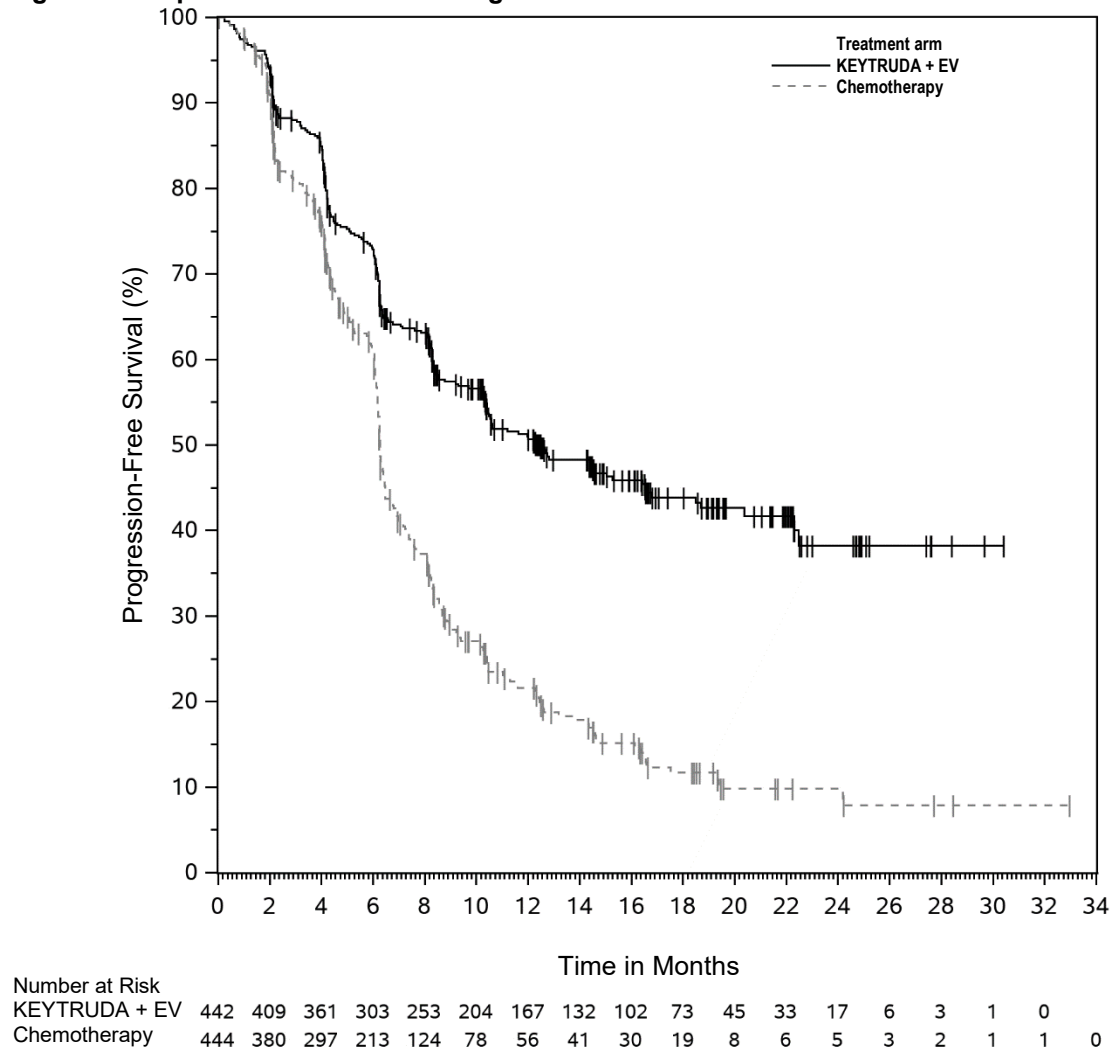 100
90
80
70
60
50
40
30
20
10
0
Progression-Free Survival (%)
Treatment arm
KEYTRUDA + EV
Chemotherapy
0 2 4 6 8 10 12 14 16 18 20 22 24 26 28 30 32 34
Time in Months
Number at Risk
KEYTRUDA + EV 442 409 361 303 253 204 167 132 102 73 45 33 17 6 3 1 0
Chemotherapy 444 380 297 213 124 78 56 41 30 19 8 6 5 3 2 1 1 0